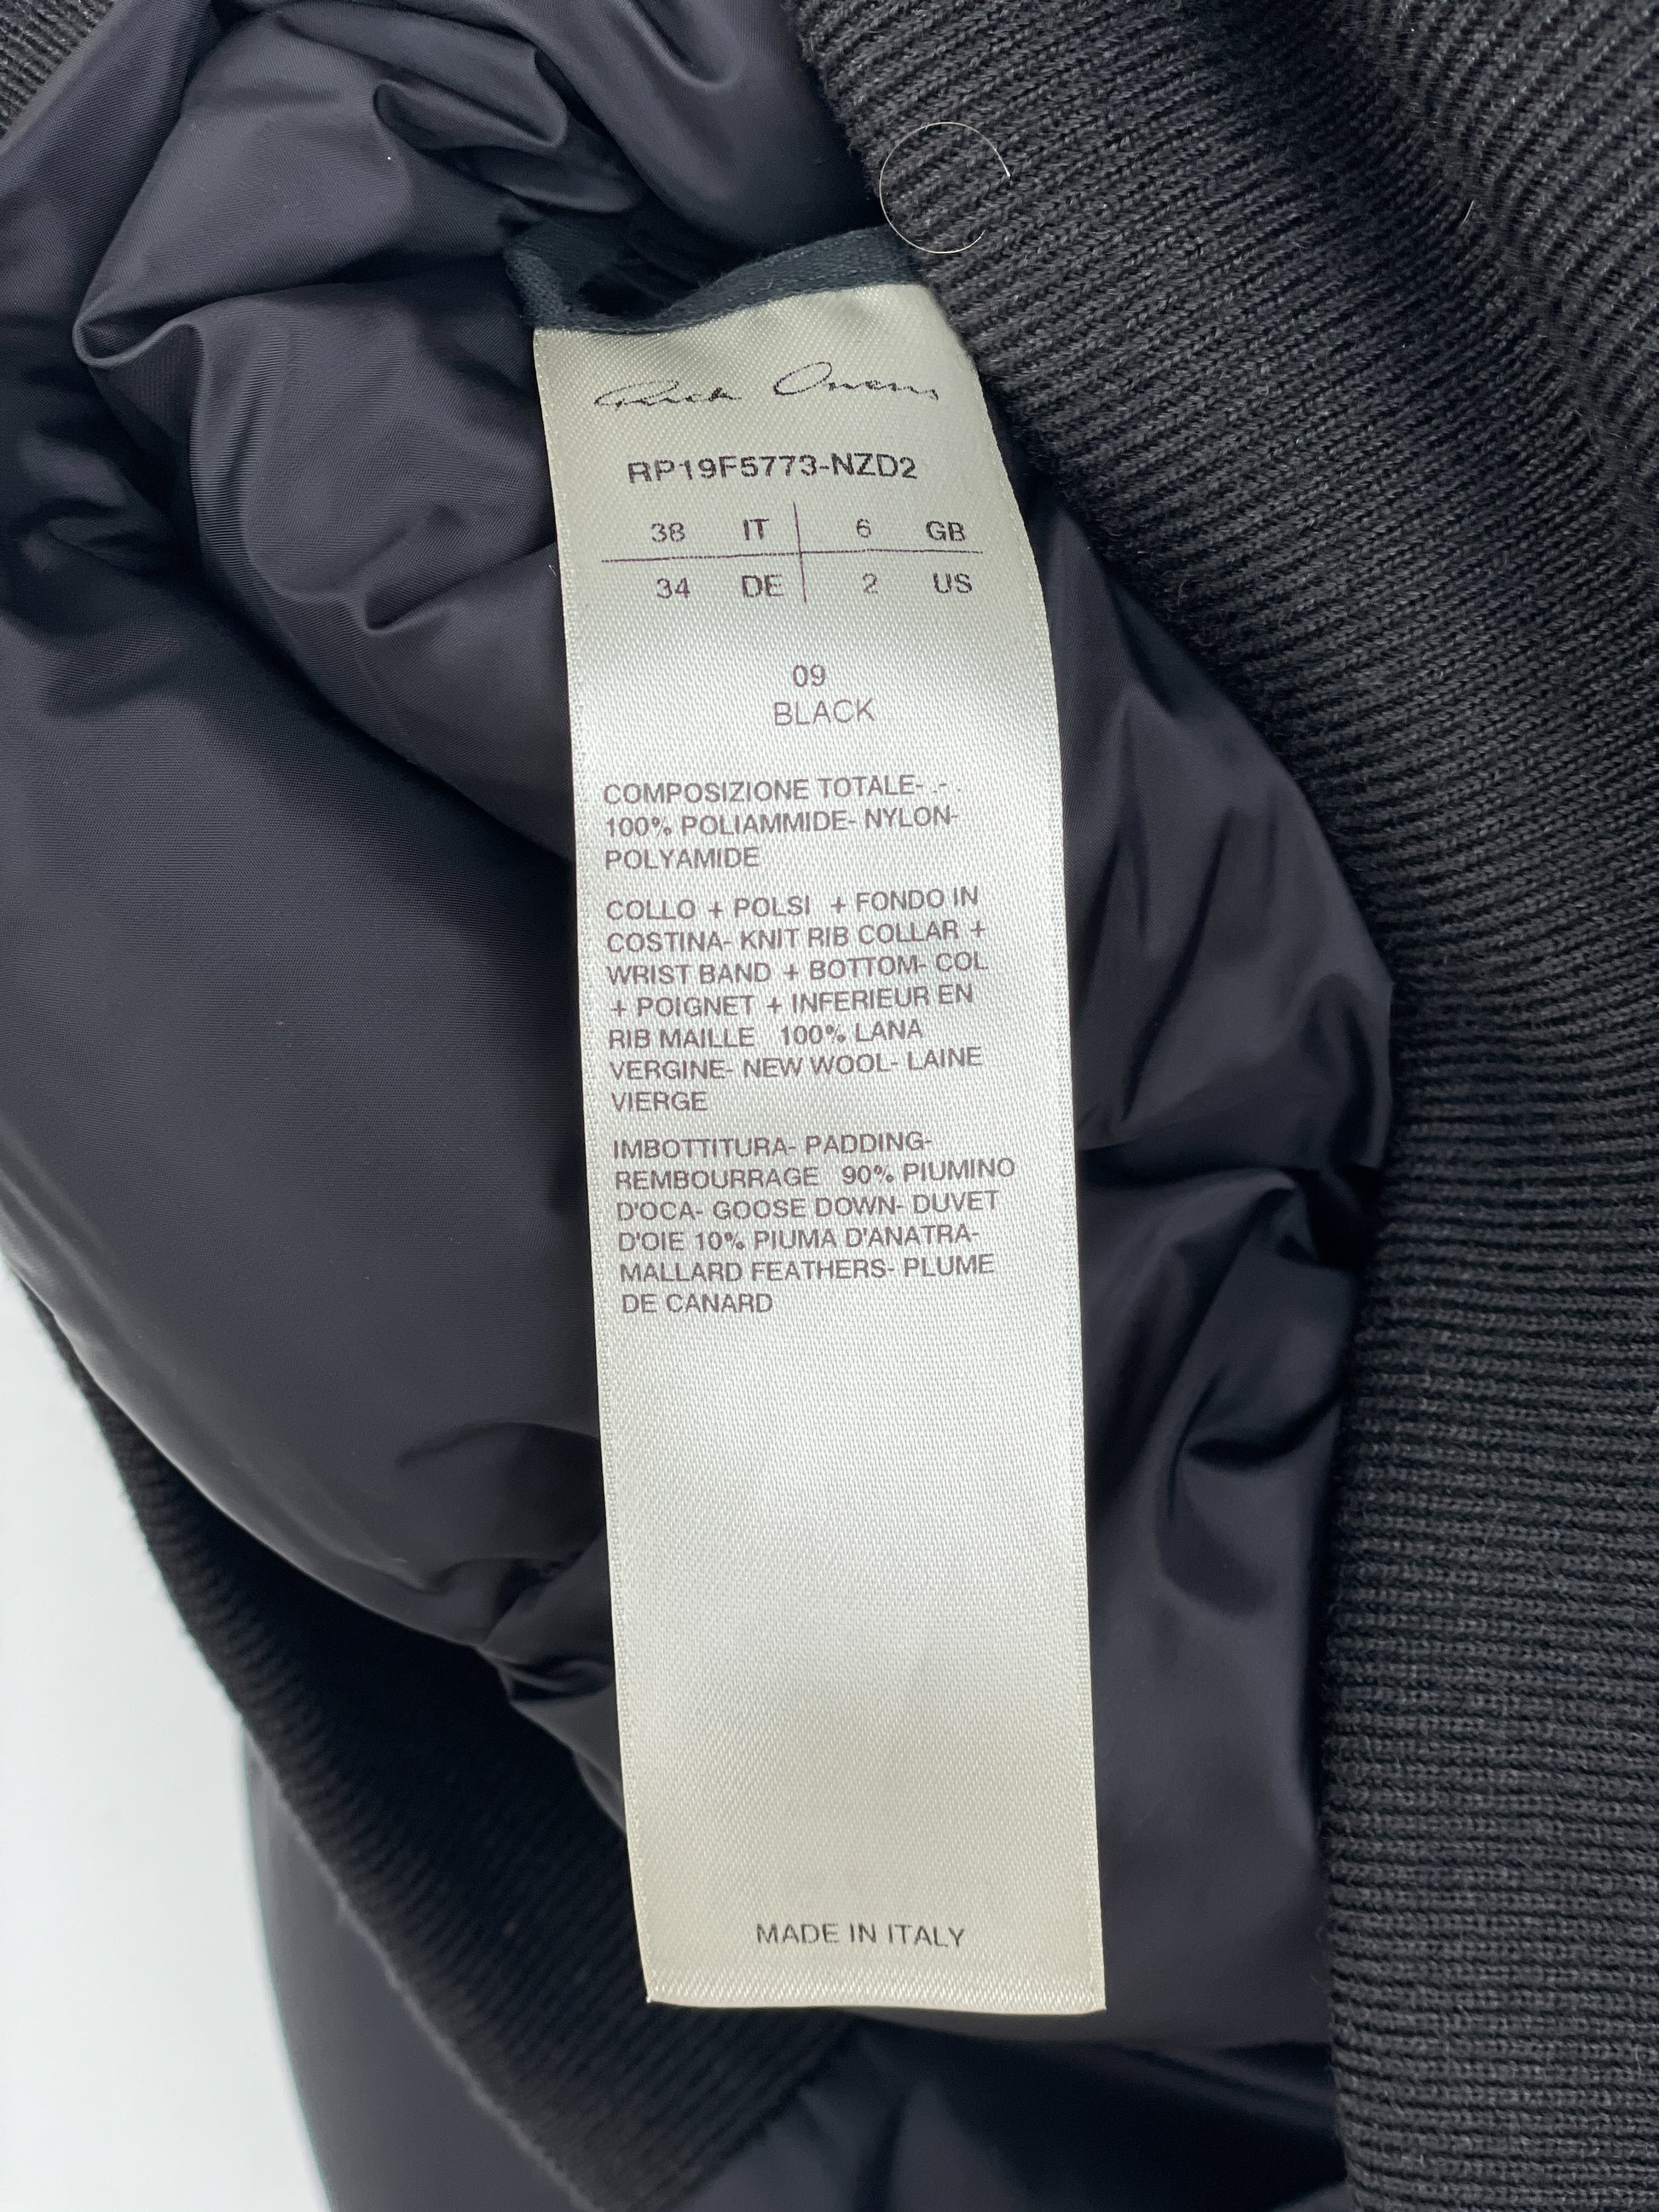 Rick Owens
RP19F5773-NZD2
38 IT 6 GB
34 DE 2 US
09
BLACK
COMPOSIZIONE TOTALE- .- .
100% POLIAMMIDE- NYLON-
POLYAMIDE
COLLO + POLSI + FONDO IN
COSTINA- KNIT RIB COLLAR +
WRIST BAND + BOTTOM- COL
+ POIGNET + INFERIEUR EN
RIB MAILLE 100% LANA
VERGINE- NEW WOOL- LAINE
VIERGE
IMBOTTITURA- PADDING-
REMBOURRAGE 90% PIUMINO
D'OCA- GOOSE DOWN- DUVET
D'OIE 10% PIUMA D'ANATRA-
MALLARD FEATHERS- PLUME
DE CANARD
MADE IN ITALY